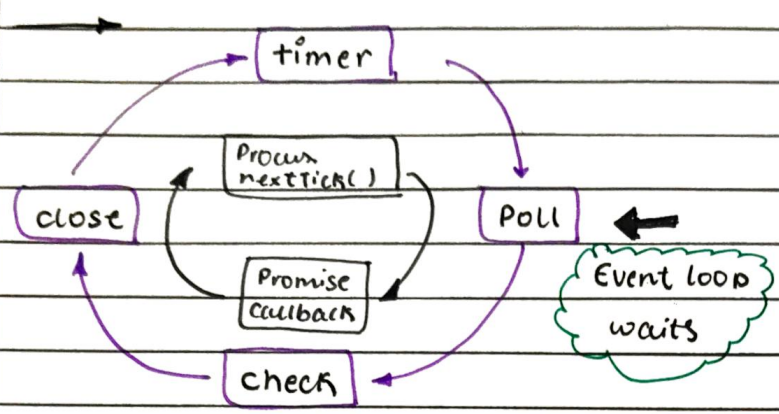 timer
Process
nextTick()
close
Poll
Event loop
waits
Promise
callback
check